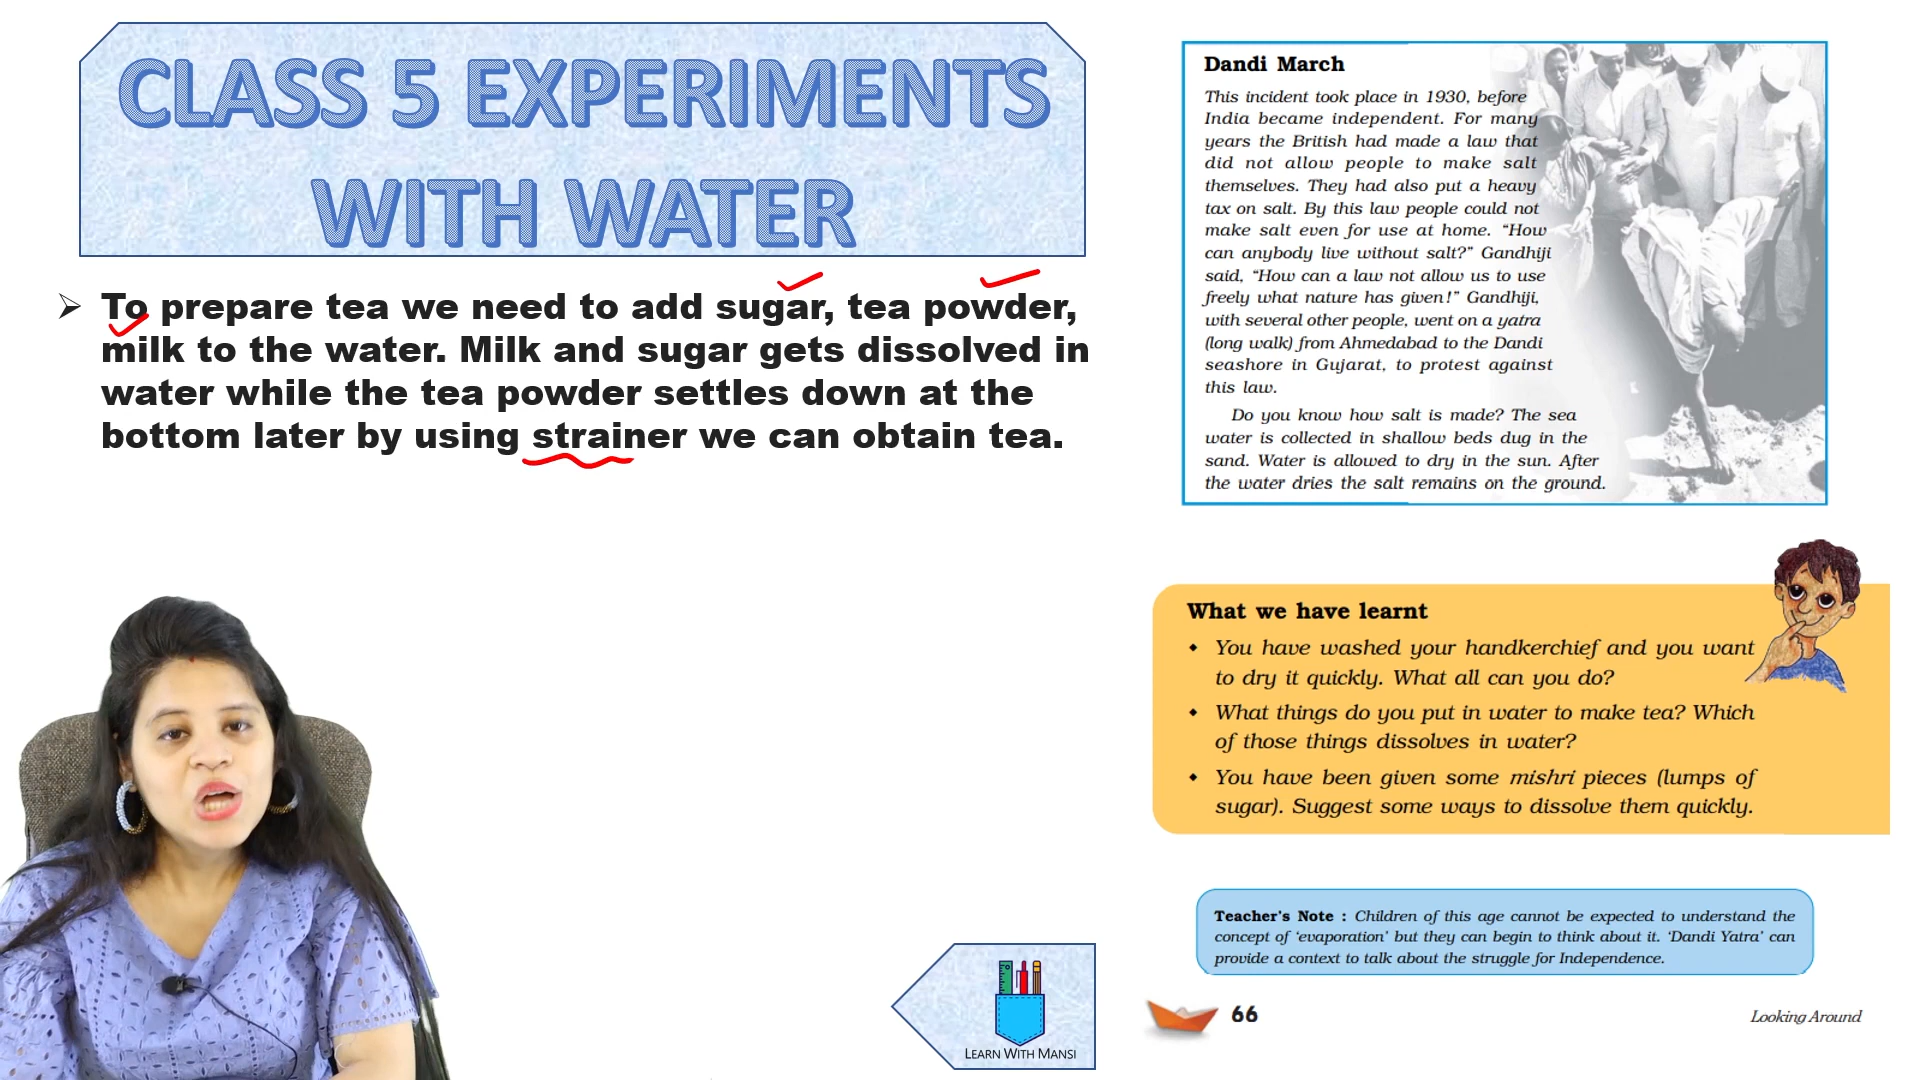 CLASS 5 EXPERIMENTS
WITH WATER
To prepare tea we need to add sugar, tea powder,
milk to the water. Milk and sugar gets dissolved in
water while the tea powder settles down at the
bottom later by using strainer we can obtain tea.
LEARN WITH MANSI
Dandi March
This incident took place in 1930, before
India became independent. For many
years the British had made a law that
did not allow people to make salt
themselves. They had also put a heavy
tax on salt. By this law people could not
make salt even for use at home. “How
can anybody live without salt?” Gandhiji
said, “How can a law not allow us to use
freely what nature has given!” Gandhiji,
with several other people, went on a yatra
(long walk) from Ahmedabad to the Dandi
seashore in Gujarat, to protest against
this law.
Do you know how salt is made? The sea
water is collected in shallow beds dug in the
sand. Water is allowed to dry in the sun. After
the water dries the salt remains on the ground.
What we have learnt
• You have washed your handkerchief and you want
to dry it quickly. What all can you do?
• What things do you put in water to make tea? Which
of those things dissolves in water?
• You have been given some mishri pieces (lumps of
sugar). Suggest some ways to dissolve them quickly.
Teacher's Note : Children of this age cannot be expected to understand the
concept of ‘evaporation’ but they can begin to think about it. ‘Dandi Yatra’ can
provide a context to talk about the struggle for Independence.
66
Looking Around